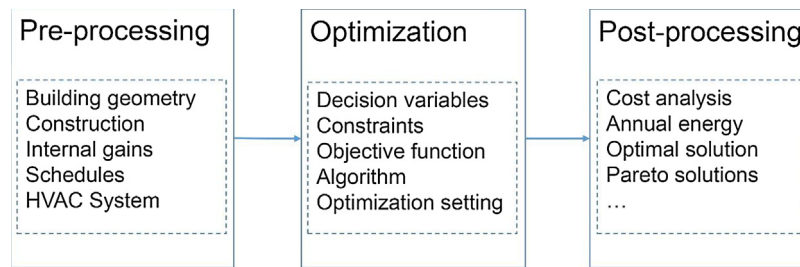 Pre-processing
Building geometry
Construction
Internal gains
Schedules
HVAC System
Optimization
Decision variables
Constraints
Objective function
Algorithm
Optimization setting
Post-processing
Cost analysis
Annual energy
Optimal solution
Pareto solutions
…